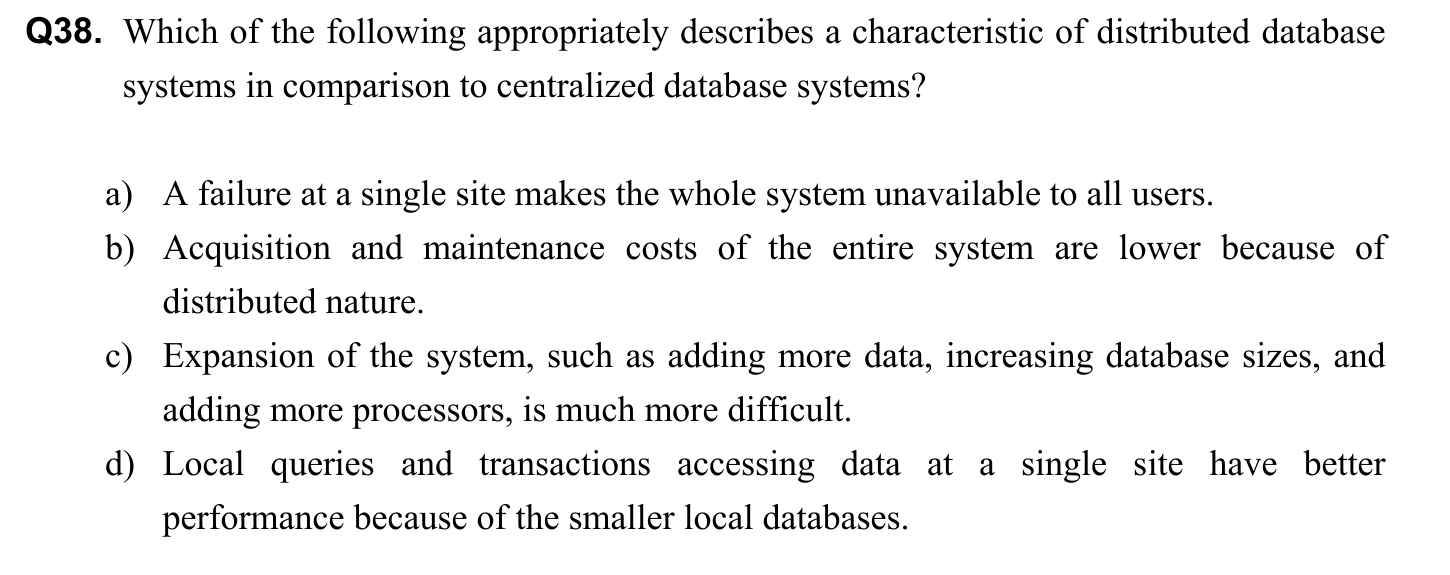 Q38. Which of the following appropriately describes a characteristic of distributed database
systems in comparison to centralized database systems?
a) A failure at a single site makes the whole system unavailable to all users.
b) Acquisition and maintenance costs of the entire system are lower because of
distributed nature.
c) Expansion of the system, such as adding more data, increasing database sizes, and
adding more processors, is much more difficult.
d) Local queries and transactions accessing data at a single site have better
performance because of the smaller local databases.